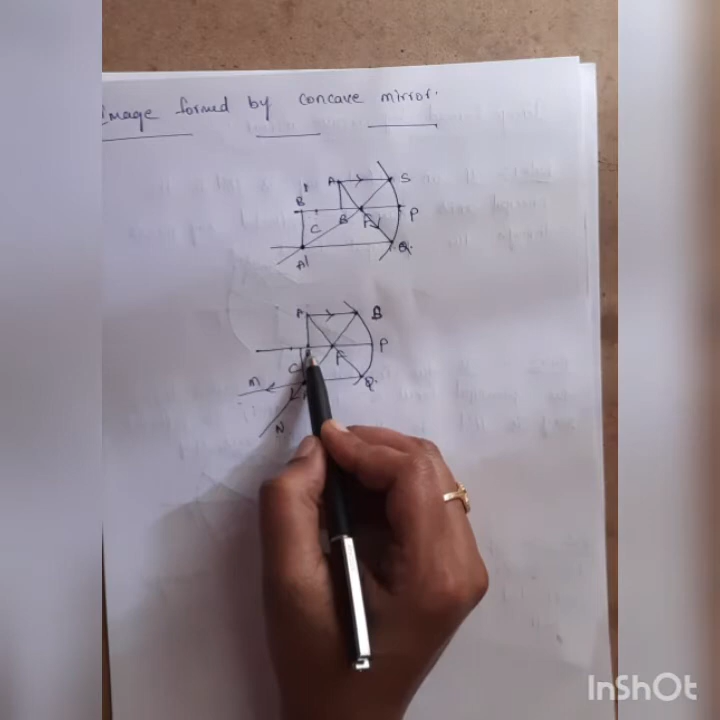 Image formed by concave mirror.
A S
B
C B F P
A' Q
A B
F P
C
M Q
N
InShOt